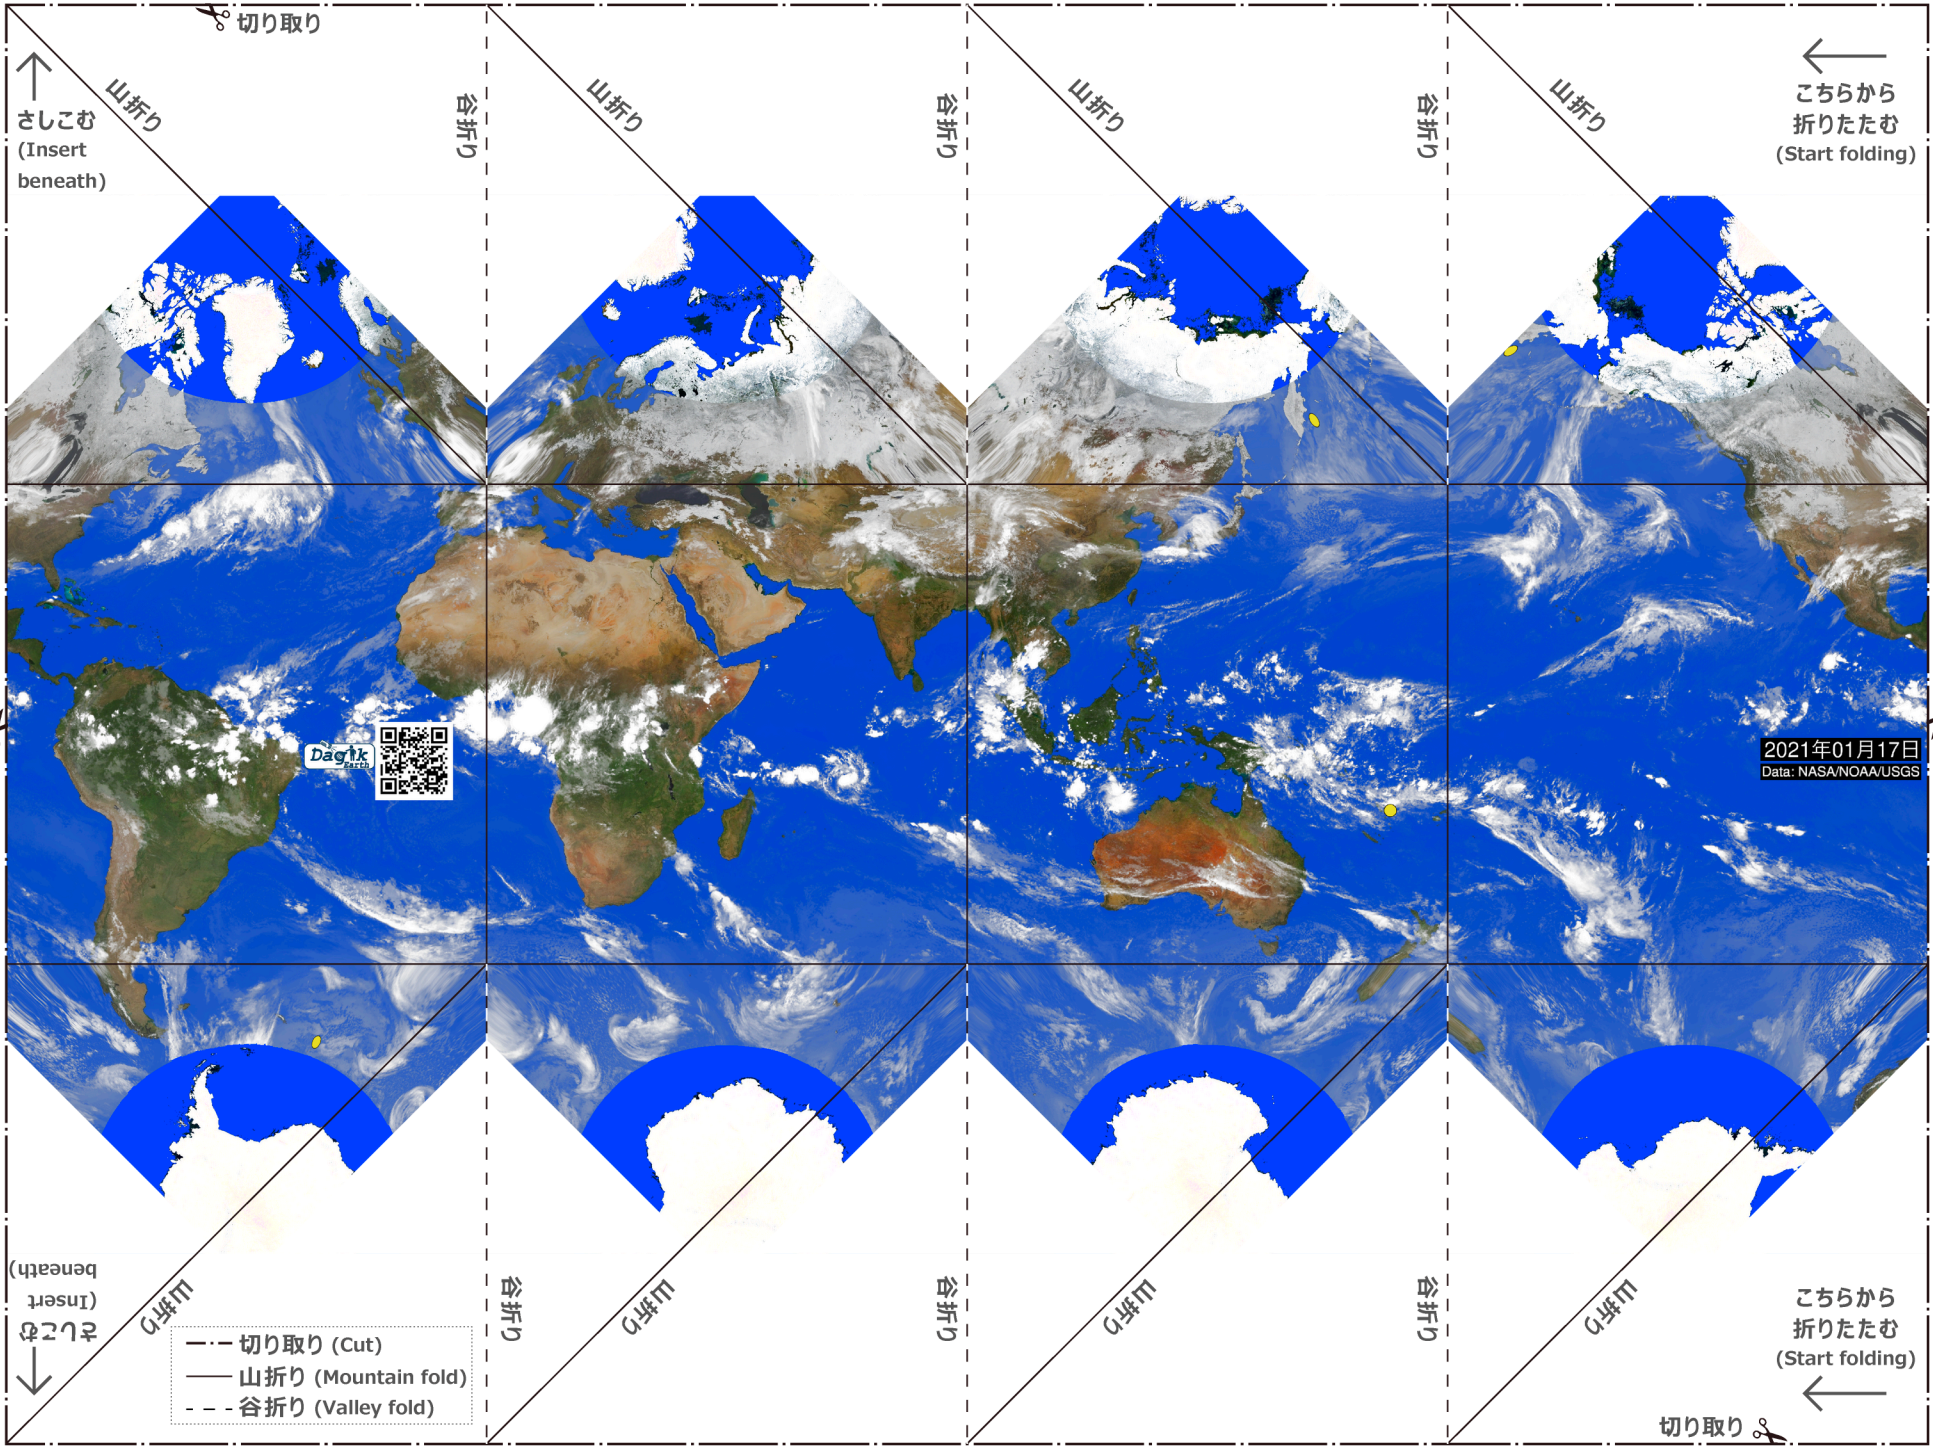 切り取り
山折り
谷折り
山折り
谷折り
山折り
谷折り
山折り
こちらから
折りたたむ
(Start folding)
さしこむ
(Insert
beneath)
Dagik
Earth
2021年01月17日
Data: NASA/NOAA/USGS
さしこむ
(Insert
beneath)
山折り
谷折り
山折り
谷折り
山折り
谷折り
山折り
こちらから
折りたたむ
(Start folding)
切り取り (Cut)
山折り (Mountain fold)
谷折り (Valley fold)
切り取り